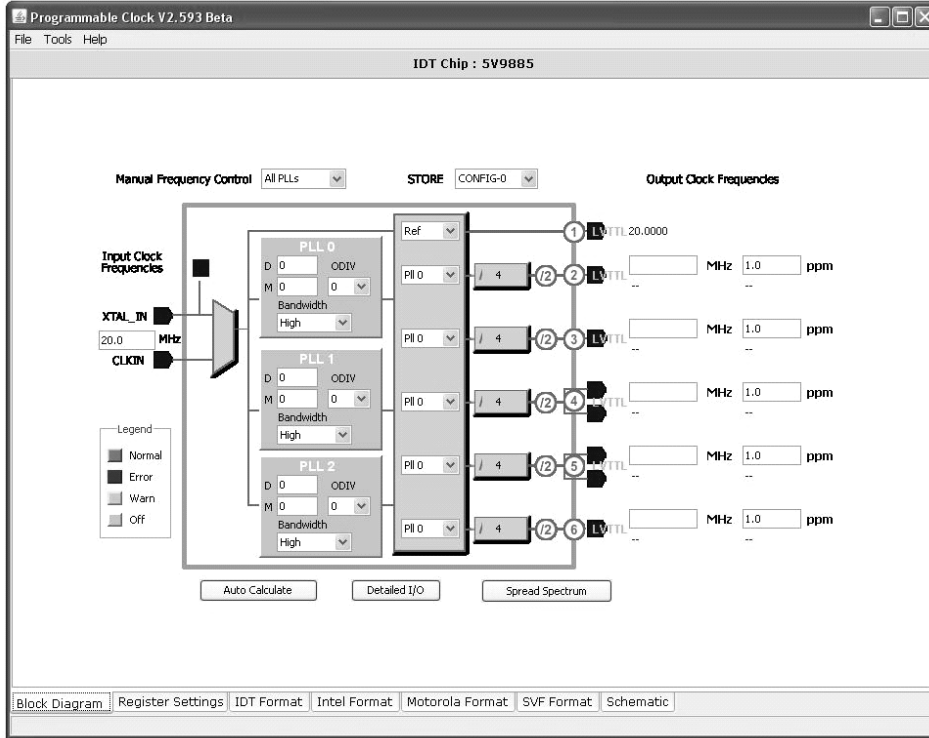 Programmable Clock V2.593 Beta
File Tools Help
IDT Chip : 5V9885
Manual Frequency Control All PLLs STORE CONFIG-0 Output Clock Frequencies
Ref 1 LVTTL 20.0000
Input Clock
Frequencies
PLL 0
D 0 ODIV
M 0 0
Bandwidth
High
Pll 0 / 4 /2 2 LVTTL MHz 1.0 ppm
-- --
XTAL_IN
20.0 MHz
CLKIN
Pll 0 / 4 /2 3 LVTTL MHz 1.0 ppm
-- --
PLL 1
D 0 ODIV
M 0 0
Bandwidth
High
Pll 0 / 4 /2 4 LVTTL MHz 1.0 ppm
-- --
Legend
Normal
Error
Warn
Off
Pll 0 / 4 /2 5 LVTTL MHz 1.0 ppm
-- --
PLL 2
D 0 ODIV
M 0 0
Bandwidth
High
Pll 0 / 4 /2 6 LVTTL MHz 1.0 ppm
-- --
Auto Calculate Detailed I/O Spread Spectrum
Block Diagram Register Settings IDT Format Intel Format Motorola Format SVF Format Schematic